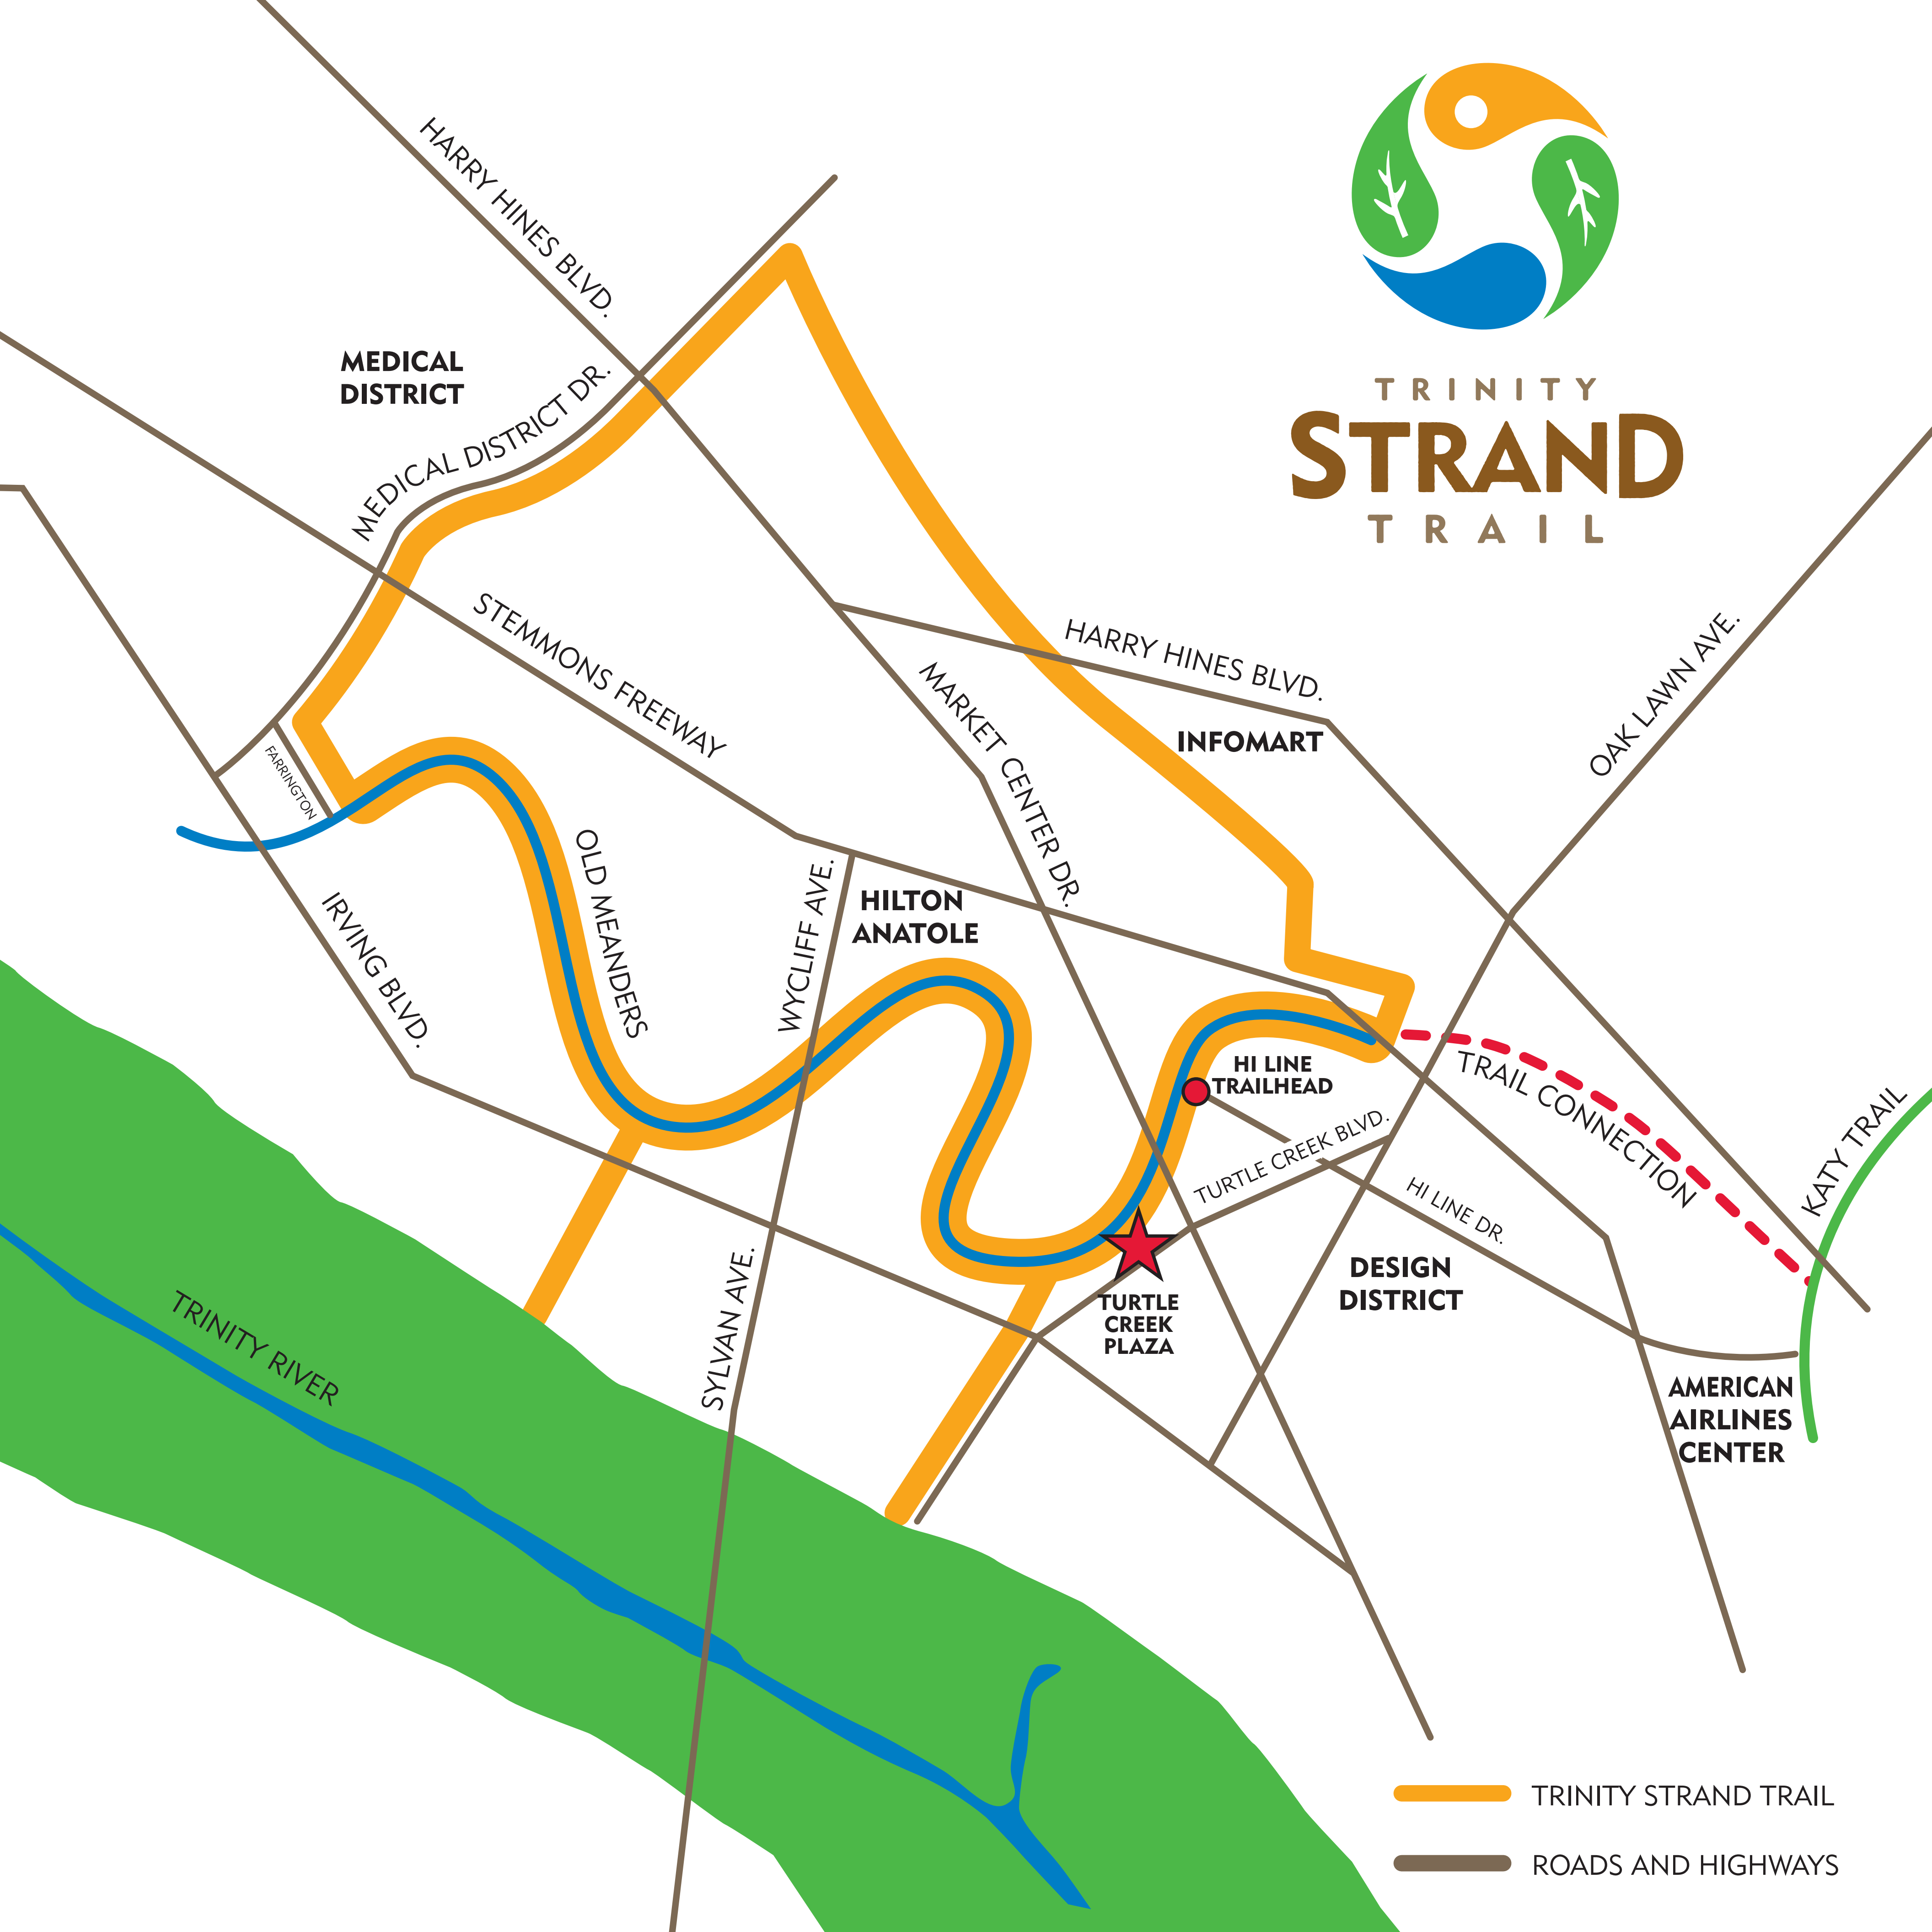 TRINITY
STRAND
TRAIL
HARRY HINES BLVD.
MEDICAL
DISTRICT
MEDICAL DISTRICT DR.
STEMMONS FREEWAY
HARRY HINES BLVD.
MARKET CENTER DR.
INFOMART
OAK LAWN AVE.
FARRINGTON
OLD MEANDERS
IRVING BLVD.
WYCLIFF AVE.
HILTON
ANATOLE
HI LINE
TRAILHEAD
TRAIL CONNECTION
KATY TRAIL
TURTLE CREEK BLVD.
HI LINE DR.
DESIGN
DISTRICT
TURTLE
CREEK
PLAZA
SYLVAN AVE.
TRINITY RIVER
AMERICAN
AIRLINES
CENTER
TRINITY STRAND TRAIL
ROADS AND HIGHWAYS